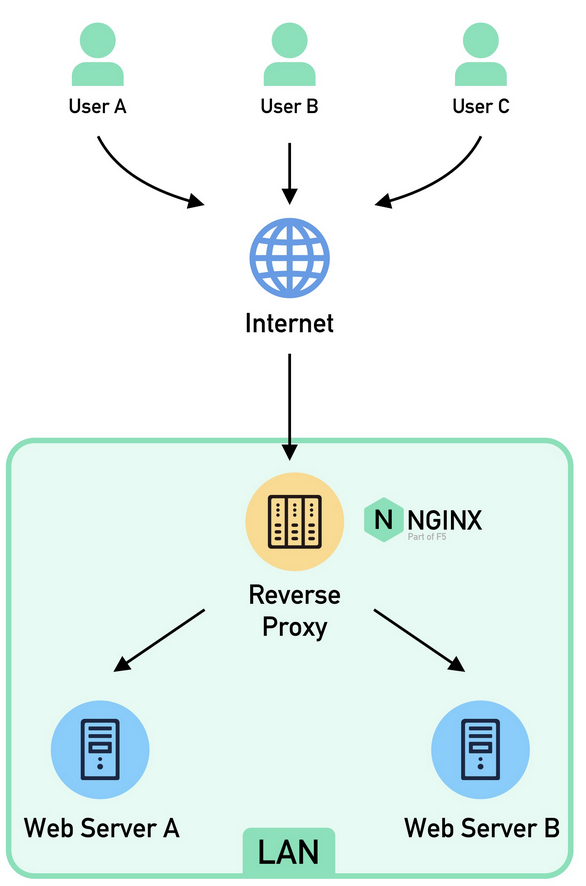 User A
User B
User C
Internet
N NGINX
Part of F5
Reverse
Proxy
Web Server A
Web Server B
LAN